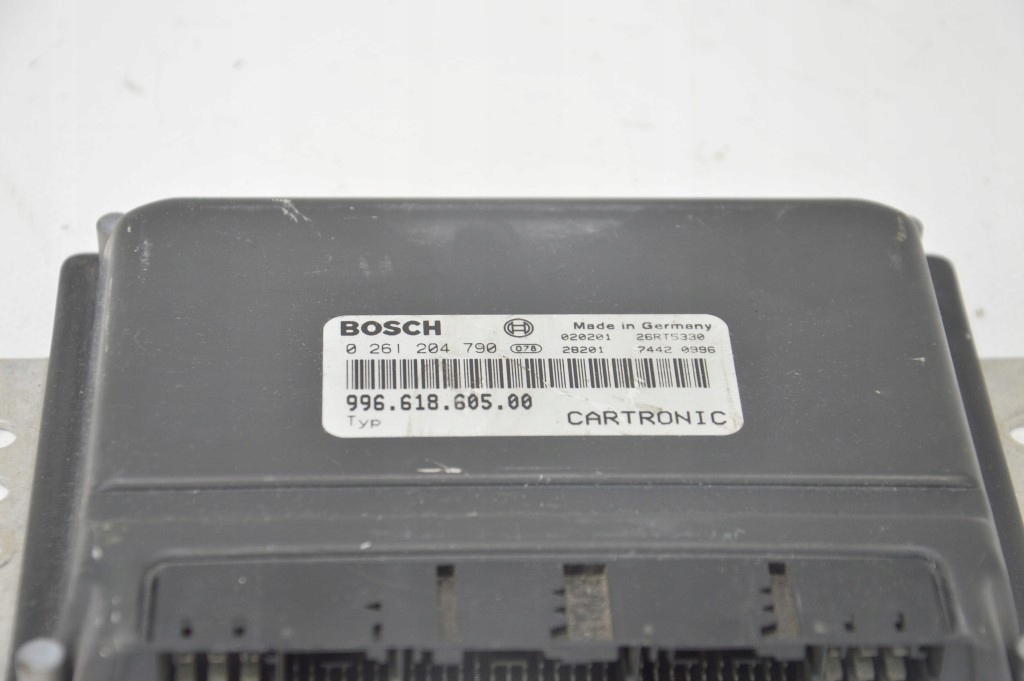 BOSCH Made in Germany
0 261 204 790 078 020201 26RT5330
28201 7442 0996
996.618.605.00
Typ CARTRONIC